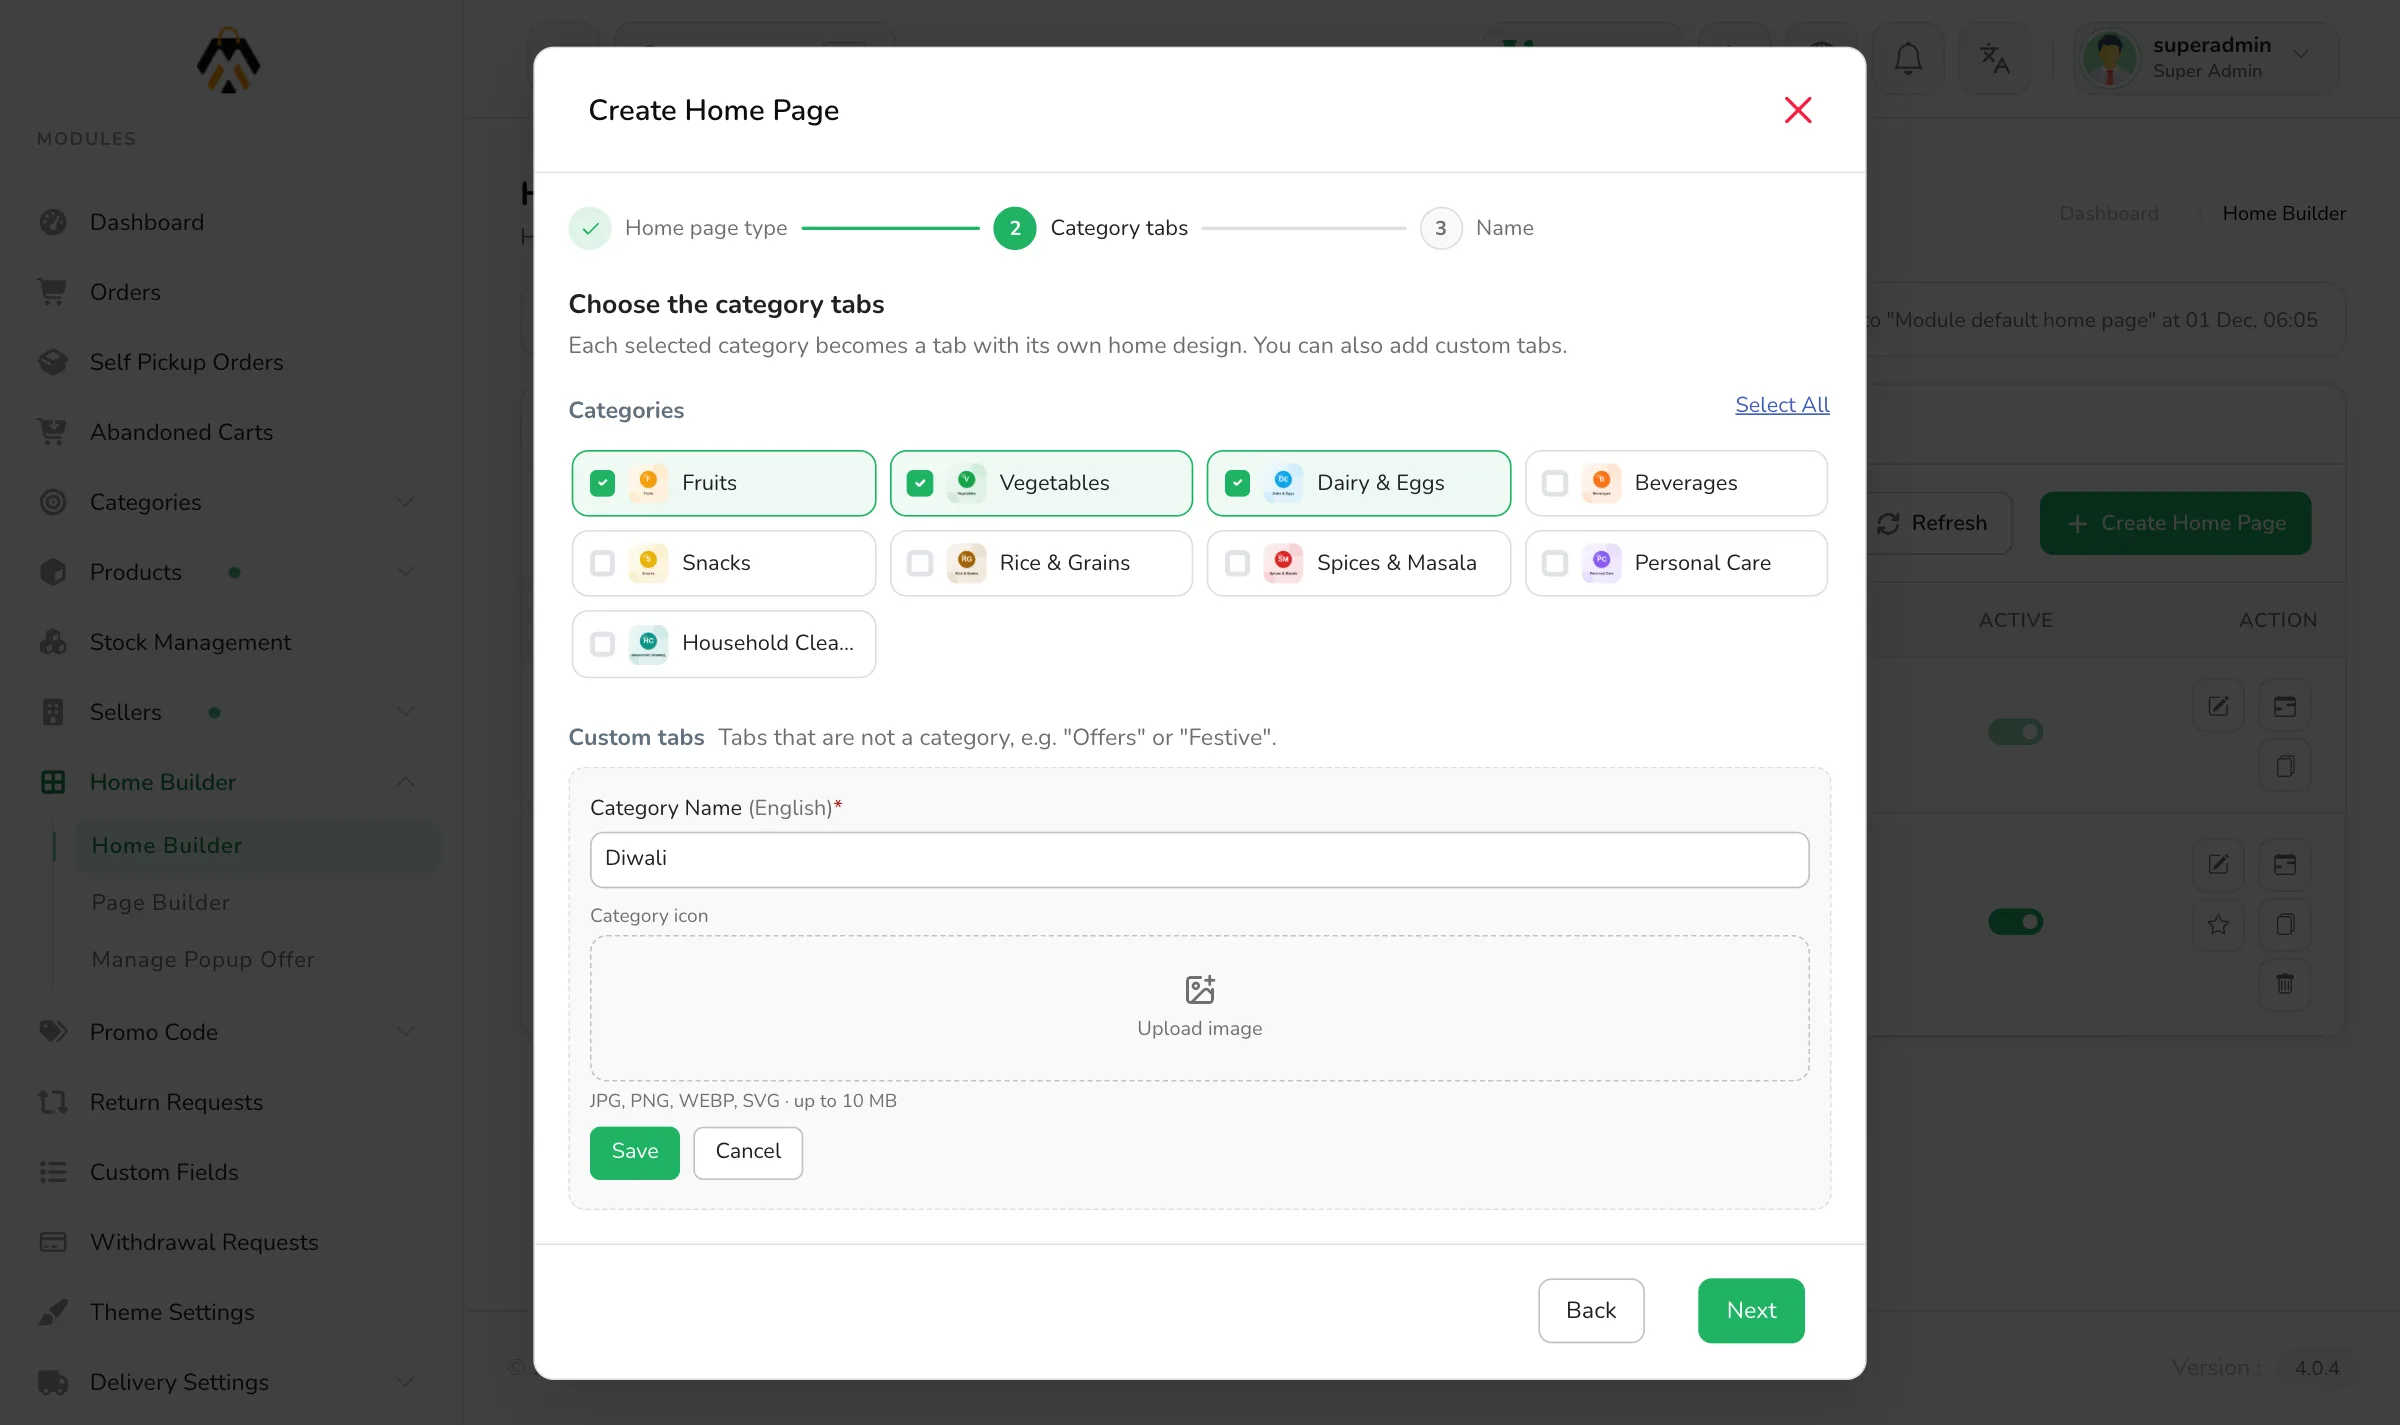 MODULES
Dashboard
Orders
Self Pickup Orders
Abandoned Carts
Categories
Products
Stock Management
Sellers
Home Builder
Home Builder
Page Builder
Manage Popup Offer
Promo Code
Return Requests
Custom Fields
Withdrawal Requests
Theme Settings
Delivery Settings
superadmin
Super Admin
Dashboard › Home Builder
to "Module default home page" at 01 Dec, 06:05
Refresh
+ Create Home Page
ACTIVE ACTION
Create Home Page
Home page type
2 Category tabs
3 Name
Choose the category tabs
Each selected category becomes a tab with its own home design. You can also add custom tabs.
Categories
Select All
Fruits
Vegetables
Dairy & Eggs
Beverages
Snacks
Rice & Grains
Spices & Masala
Personal Care
Household Clea...
Custom tabs Tabs that are not a category, e.g. "Offers" or "Festive".
Category Name (English)*
Diwali
Category icon
Upload image
JPG, PNG, WEBP, SVG · up to 10 MB
Save
Cancel
Back
Next
©
Version : 4.0.4